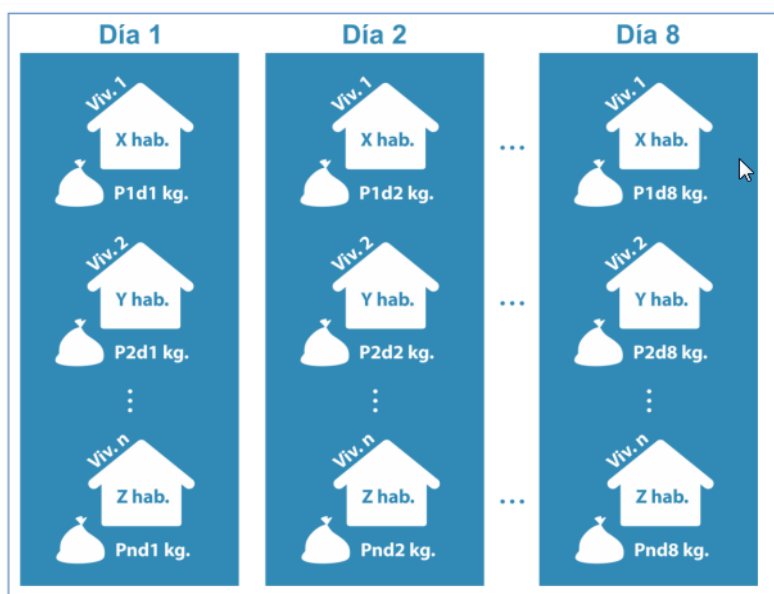 Día 1
Viv. 1
X hab.
P1d1 kg.
Viv. 2
Y hab.
P2d1 kg.
⋮
Viv. n
Z hab.
Pnd1 kg.
Día 2
Viv. 1
X hab.
P1d2 kg.
Viv. 2
Y hab.
P2d2 kg.
⋮
Viv. n
Z hab.
Pnd2 kg.
...
...
...
Día 8
Viv. 1
X hab.
P1d8 kg.
Viv. 2
Y hab.
P2d8 kg.
⋮
Viv. n
Z hab.
Pnd8 kg.